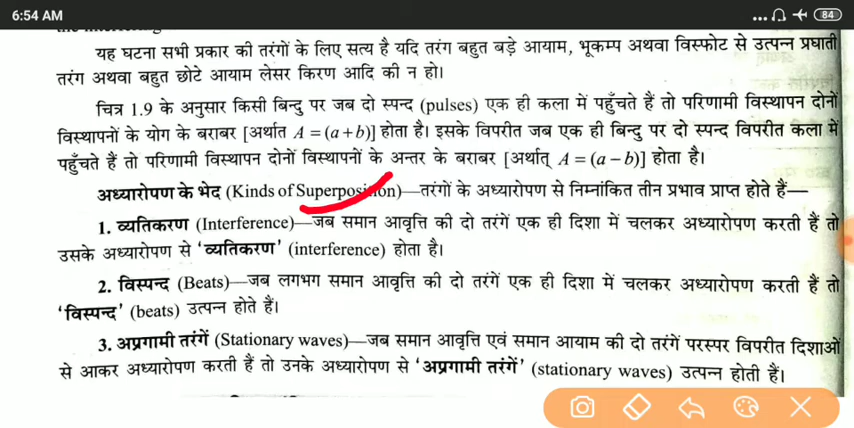 6:54 AM
84
यह घटना सभी प्रकार की तरंगों के लिए सत्य है यदि तरंग बहुत बड़े आयाम, भूकम्प अथवा विस्फोट से उत्पन्न प्रघाती
तरंग अथवा बहुत छोटे आयाम लेसर किरण आदि की न हो।
चित्र 1.9 के अनुसार किसी बिन्दु पर जब दो स्पन्द (pulses) एक ही कला में पहुँचते हैं तो परिणामी विस्थापन दोनों
विस्थापनों के योग के बराबर [अर्थात A = (a + b)] होता है। इसके विपरीत जब एक ही बिन्दु पर दो स्पन्द विपरीत कला में
पहुँचते हैं तो परिणामी विस्थापन दोनों विस्थापनों के अन्तर के बराबर [अर्थात् A = (a − b)] होता है।
अध्यारोपण के भेद (Kinds of Superposition)—तरंगों के अध्यारोपण से निम्नांकित तीन प्रभाव प्राप्त होते हैं—
1. व्यतिकरण (Interference)—जब समान आवृत्ति की दो तरंगें एक ही दिशा में चलकर अध्यारोपण करती हैं तो
उसके अध्यारोपण से 'व्यतिकरण' (interference) होता है।
2. विस्पन्द (Beats)—जब लगभग समान आवृत्ति की दो तरंगें एक ही दिशा में चलकर अध्यारोपण करती हैं तो
'विस्पन्द' (beats) उत्पन्न होते हैं।
3. अप्रगामी तरंगें (Stationary waves)—जब समान आवृत्ति एवं समान आयाम की दो तरंगें परस्पर विपरीत दिशाओं
से आकर अध्यारोपण करती हैं तो उनके अध्यारोपण से 'अप्रगामी तरंगें' (stationary waves) उत्पन्न होती हैं।